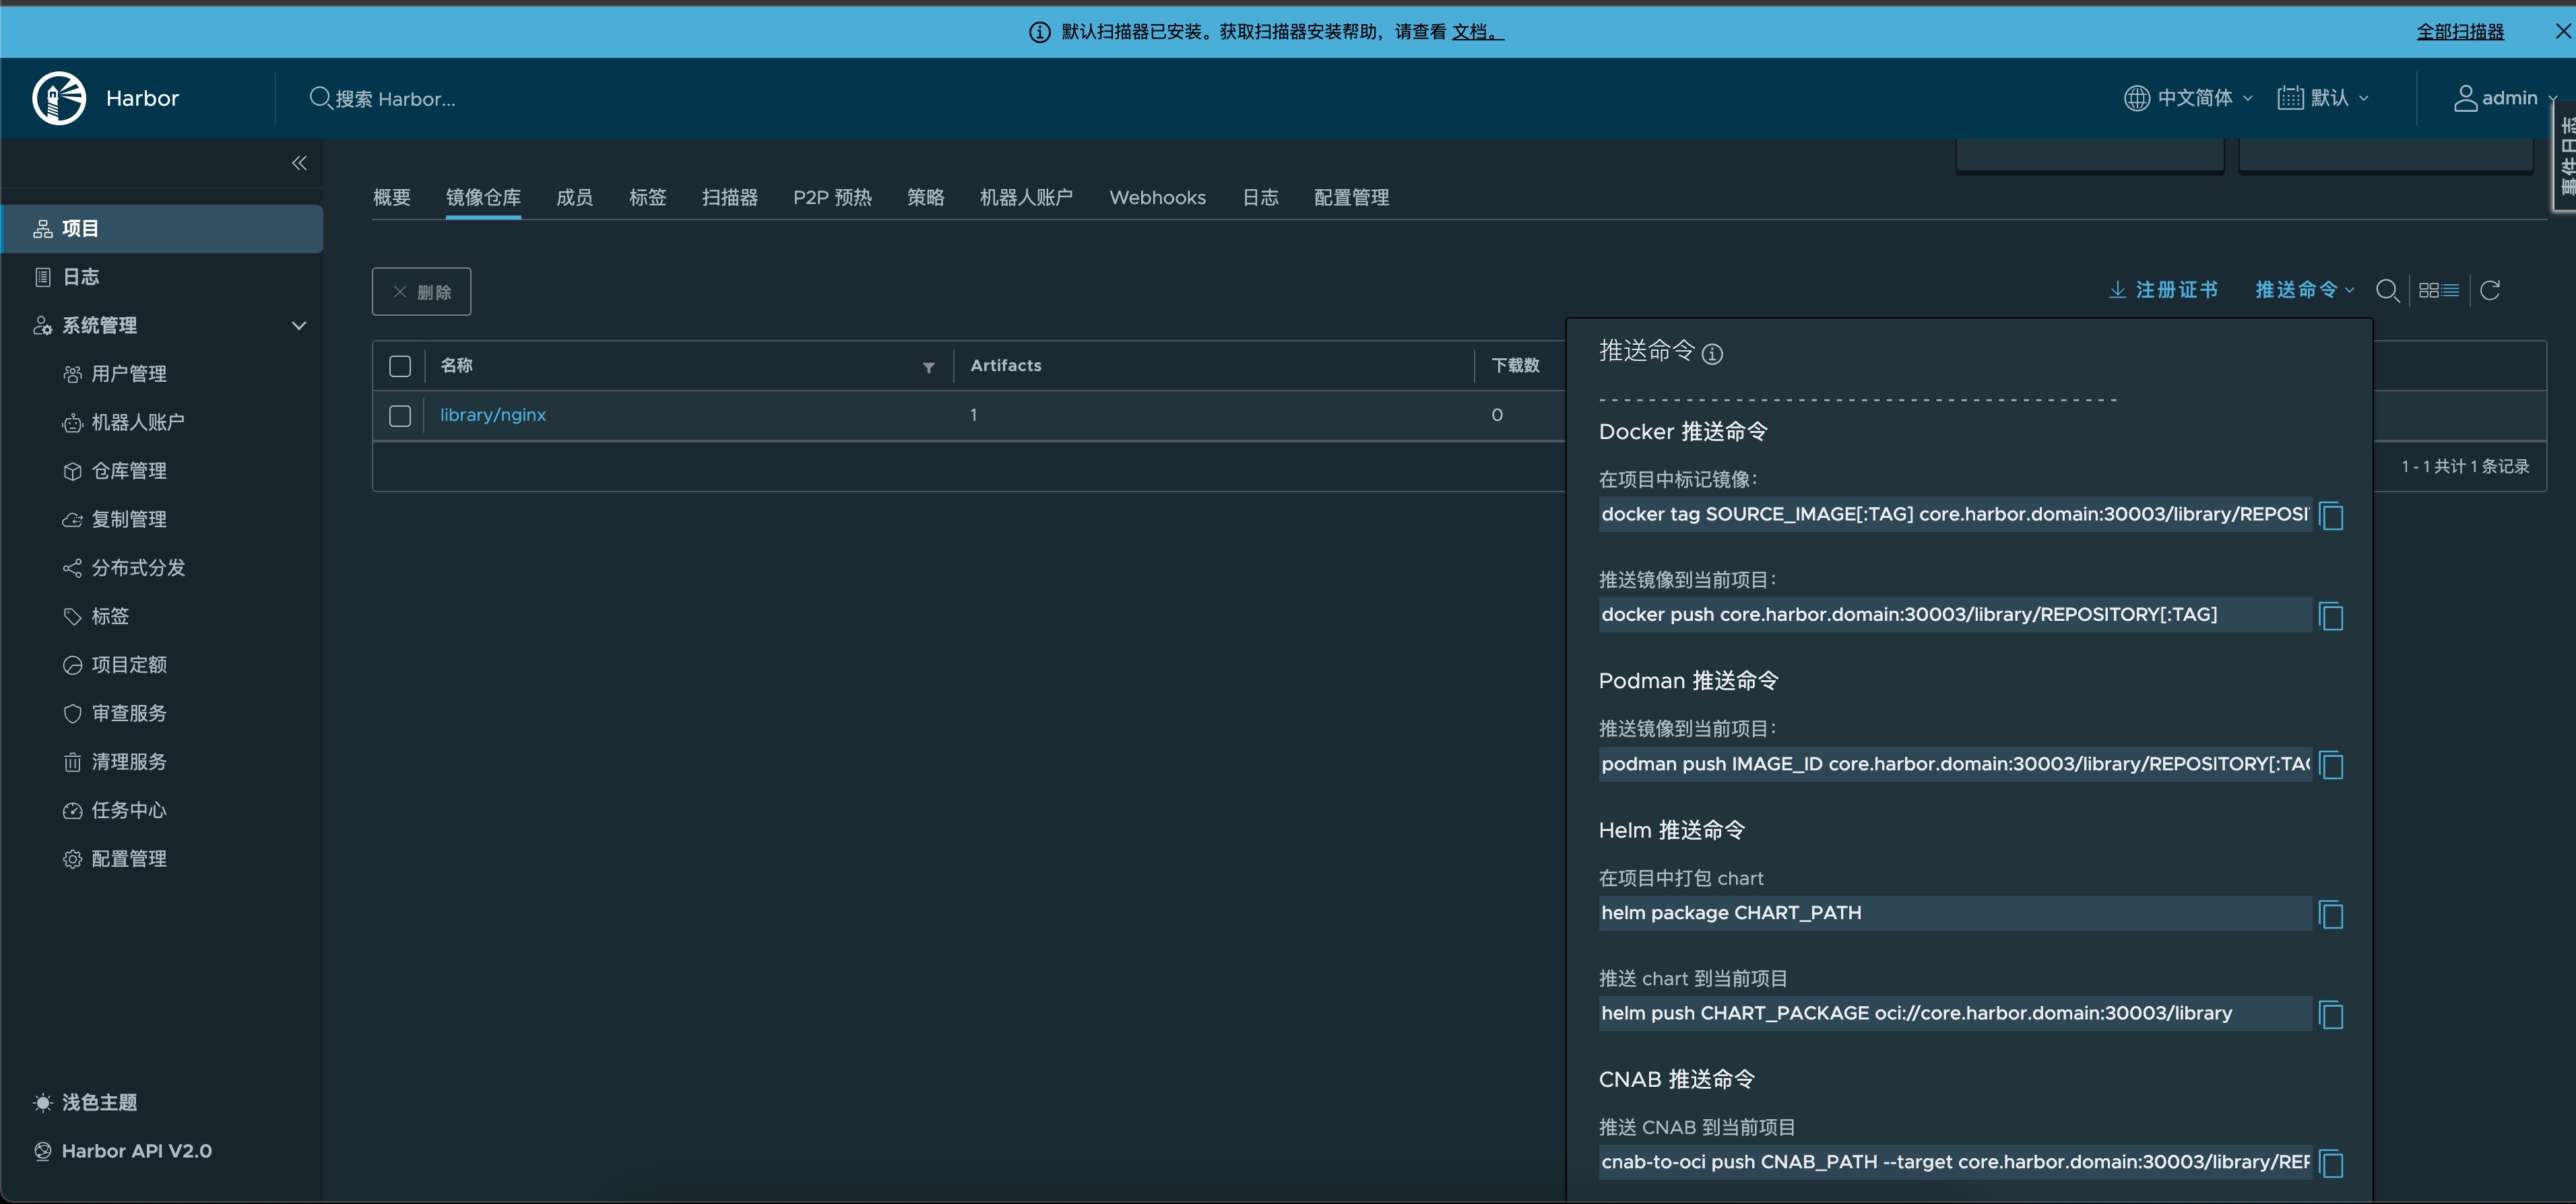 默认扫描器已安装。获取扫描器安装帮助，请查看 文档。
全部扫描器
Harbor
搜索 Harbor...
中文简体
默认
admin
事件日志
概要 镜像仓库 成员 标签 扫描器 P2P 预热 策略 机器人账户 Webhooks 日志 配置管理
项目
日志
系统管理
用户管理
机器人账户
仓库管理
复制管理
分布式分发
标签
项目定额
审查服务
清理服务
任务中心
配置管理
浅色主题
Harbor API V2.0
删除
注册证书
推送命令
名称 Artifacts 下载数
library/nginx 1 0
1 - 1 共计 1 条记录
推送命令
- - - - - - - - - - - - - - - - - - - - - - - - - - - - - - - - - - - - - - - - - -
Docker 推送命令
在项目中标记镜像：
docker tag SOURCE_IMAGE[:TAG] core.harbor.domain:30003/library/REPOSI
推送镜像到当前项目：
docker push core.harbor.domain:30003/library/REPOSITORY[:TAG]
Podman 推送命令
推送镜像到当前项目：
podman push IMAGE_ID core.harbor.domain:30003/library/REPOSITORY[:TAG
Helm 推送命令
在项目中打包 chart
helm package CHART_PATH
推送 chart 到当前项目
helm push CHART_PACKAGE oci://core.harbor.domain:30003/library
CNAB 推送命令
推送 CNAB 到当前项目
cnab-to-oci push CNAB_PATH --target core.harbor.domain:30003/library/REP